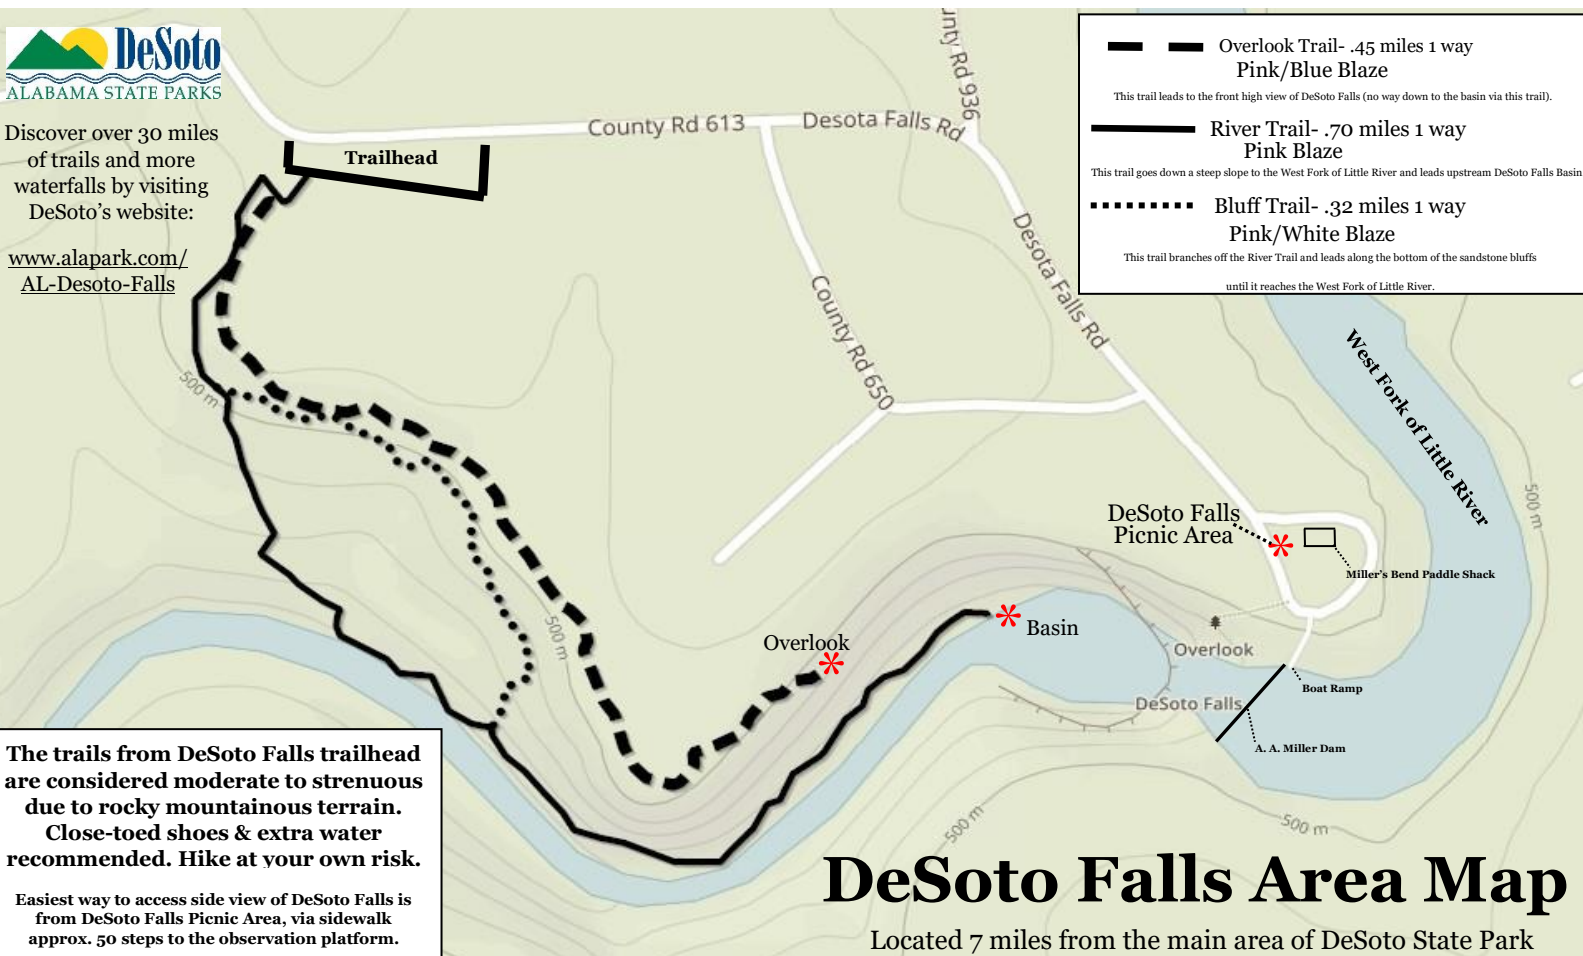 DeSoto
ALABAMA STATE PARKS
Discover over 30 miles
of trails and more
waterfalls by visiting
DeSoto's website:
www.alapark.com/
AL-Desoto-Falls
Trailhead
County Rd 613
Desota Falls Rd
unty Rd 936
Desota Falls Rd
County Rd 650
Overlook Trail- .45 miles 1 way
Pink/Blue Blaze
This trail leads to the front high view of DeSoto Falls (no way down to the basin via this trail).
River Trail- .70 miles 1 way
Pink Blaze
This trail goes down a steep slope to the West Fork of Little River and leads upstream DeSoto Falls Basin
Bluff Trail- .32 miles 1 way
Pink/White Blaze
This trail branches off the River Trail and leads along the bottom of the sandstone bluffs
until it reaches the West Fork of Little River.
West Fork of Little River
500 m
500 m
500 m
DeSoto Falls
Picnic Area
Miller's Bend Paddle Shack
Overlook
Basin
Overlook
Boat Ramp
DeSoto Falls
A. A. Miller Dam
500 m
500 m
The trails from DeSoto Falls trailhead
are considered moderate to strenuous
due to rocky mountainous terrain.
Close-toed shoes & extra water
recommended. Hike at your own risk.
Easiest way to access side view of DeSoto Falls is
from DeSoto Falls Picnic Area, via sidewalk
approx. 50 steps to the observation platform.
DeSoto Falls Area Map
Located 7 miles from the main area of DeSoto State Park